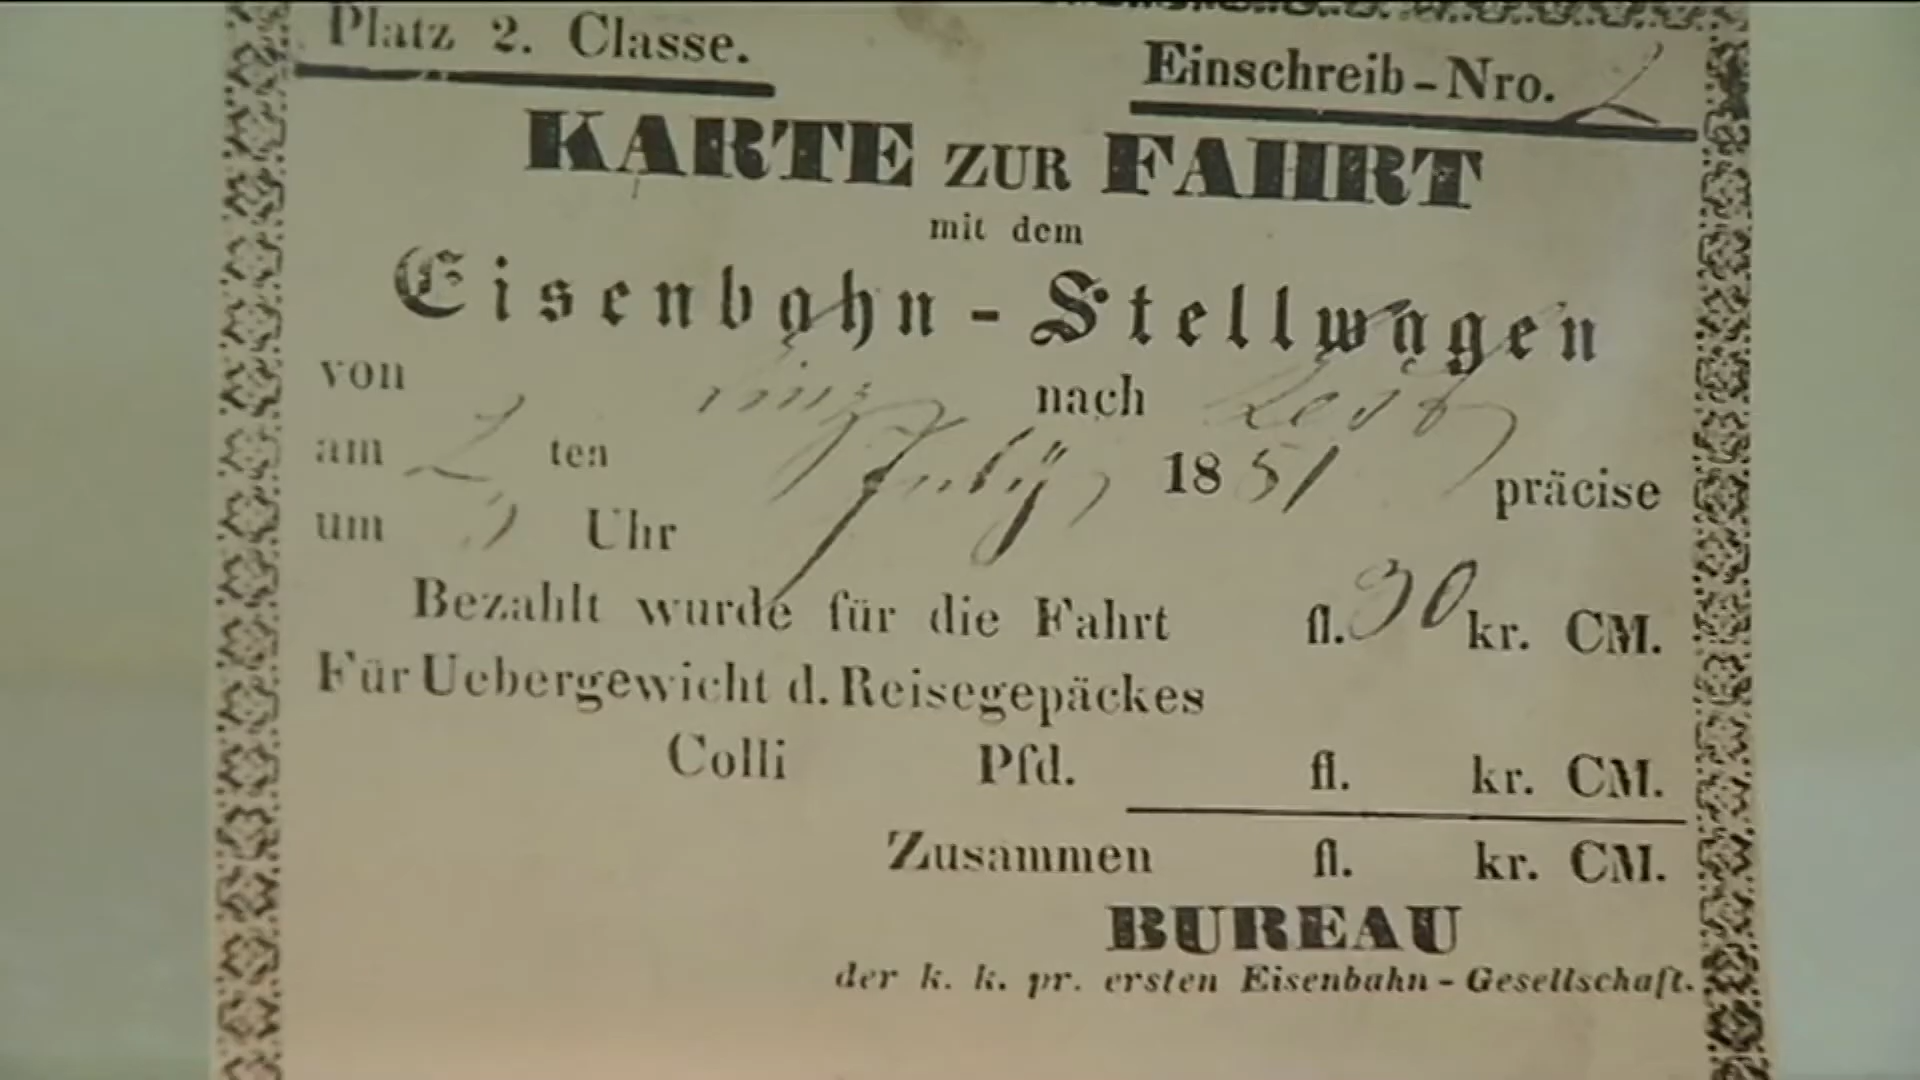 Platz 2. Classe.
Einschreib-Nro. 2
KARTE ZUR FAHRT
mit dem
Eisenbahn-Stellwagen
von Linz nach
am 2 ten July 1851 präcise
um Uhr
Bezahlt wurde für die Fahrt fl. 30 kr. CM.
Für Uebergewicht d. Reisegepäckes
Colli Pfd. fl. kr. CM.
Zusammen fl. kr. CM.
BUREAU
der k. k. pr. ersten Eisenbahn-Gesellschaft.